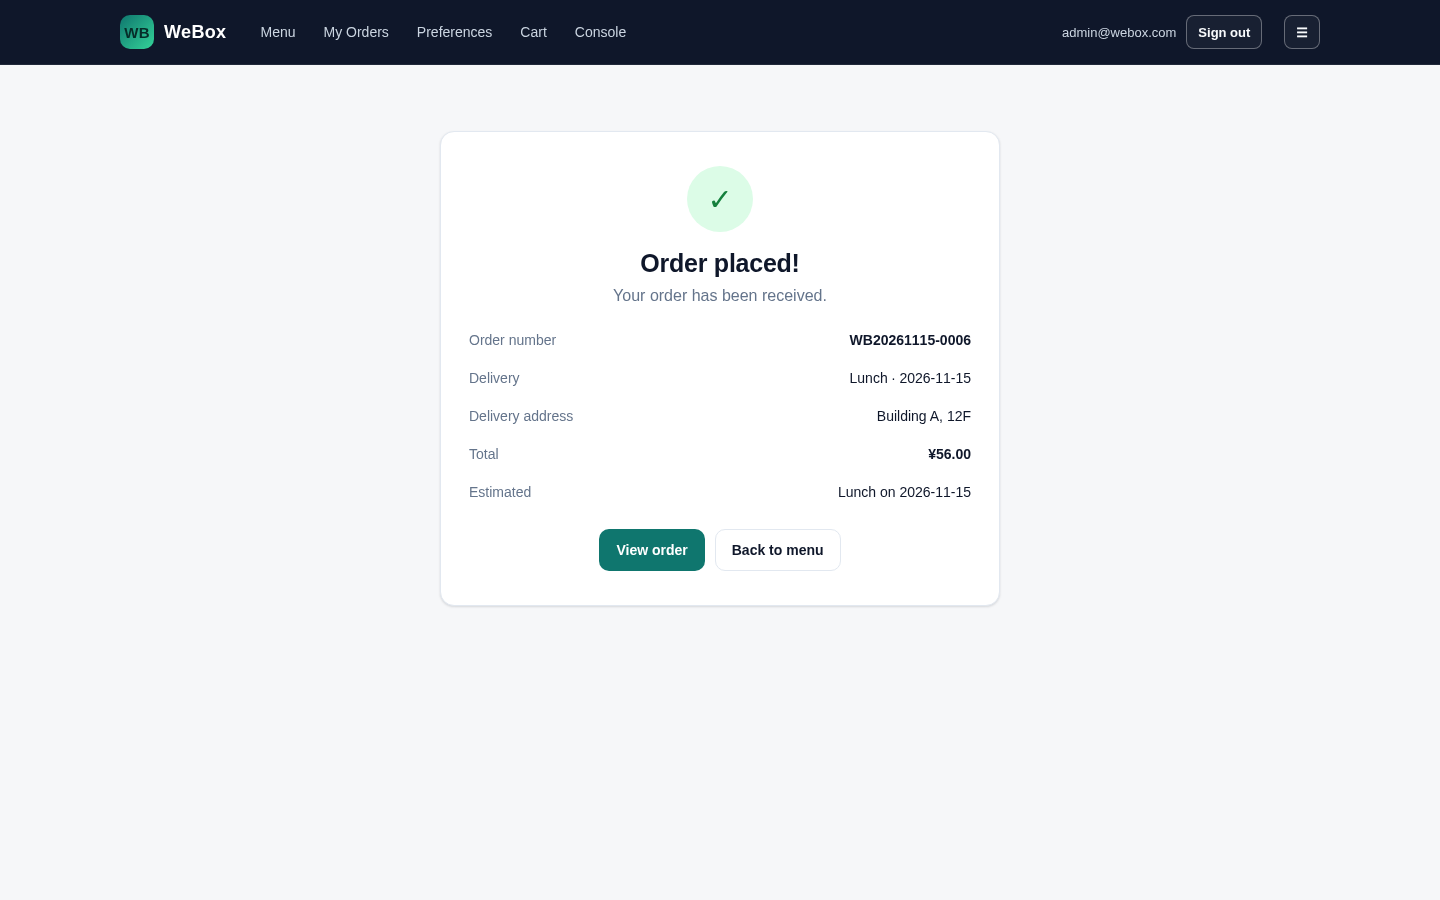 WB WeBox Menu My Orders Preferences Cart Console admin@webox.com Sign out ☰
✓
Order placed!
Your order has been received.
Order number WB20261115-0006
Delivery Lunch · 2026-11-15
Delivery address Building A, 12F
Total ¥56.00
Estimated Lunch on 2026-11-15
View order Back to menu